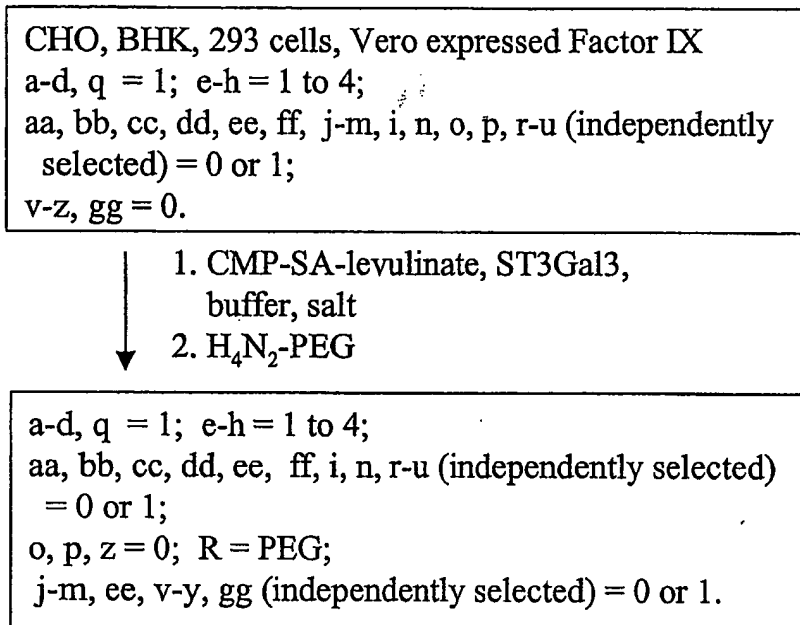 CHO, BHK, 293 cells, Vero expressed Factor IX
a-d, q = 1; e-h = 1 to 4;
aa, bb, cc, dd, ee, ff, j-m, i, n, o, p, r-u (independently
selected) = 0 or 1;
v-z, gg = 0.
1. CMP-SA-levulinate, ST3Gal3,
buffer, salt
2. H₄N₂-PEG
a-d, q = 1; e-h = 1 to 4;
aa, bb, cc, dd, ee, ff, i, n, r-u (independently selected)
= 0 or 1;
o, p, z = 0; R = PEG;
j-m, ee, v-y, gg (independently selected) = 0 or 1.